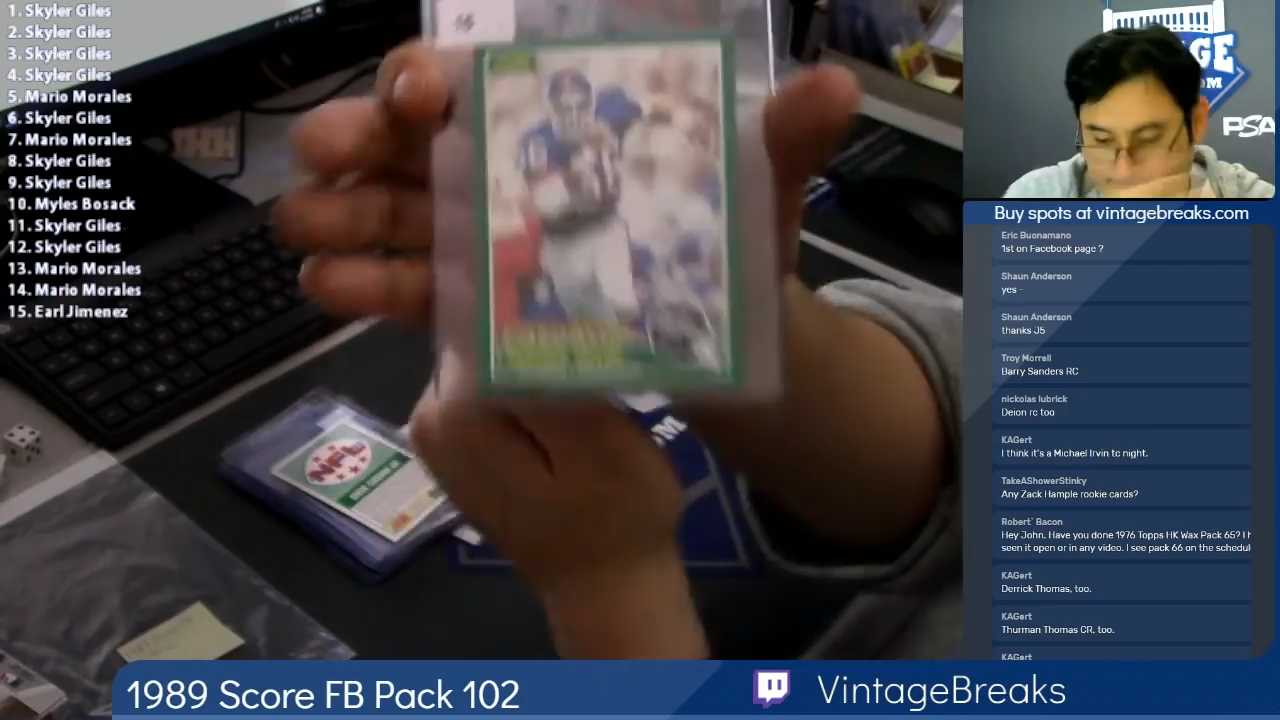 1. Skyler Giles
2. Skyler Giles
3. Skyler Giles
4. Skyler Giles
5. Mario Morales
6. Skyler Giles
7. Mario Morales
8. Skyler Giles
9. Skyler Giles
10. Myles Bosack
11. Skyler Giles
12. Skyler Giles
13. Mario Morales
14. Mario Morales
15. Earl Jimenez
NFL
GE
OM
PSA
Buy spots at vintagebreaks.com
Eric Buonamano
1st on Facebook page ?
Shaun Anderson
yes -
Shaun Anderson
thanks J5
Troy Morrell
Barry Sanders RC
nickolas lubrick
Deion rc too
KAGert
I think it's a Michael Irvin tc night.
TakeAShowerStinky
Any Zack Hample rookie cards?
Robert` Bacon
Hey John. Have you done 1976 Topps HK Wax Pack 65? I h
seen it open or in any video. I see pack 66 on the schedul
KAGert
Derrick Thomas, too.
KAGert
Thurman Thomas CR, too.
KAGert
1989 Score FB Pack 102
VintageBreaks